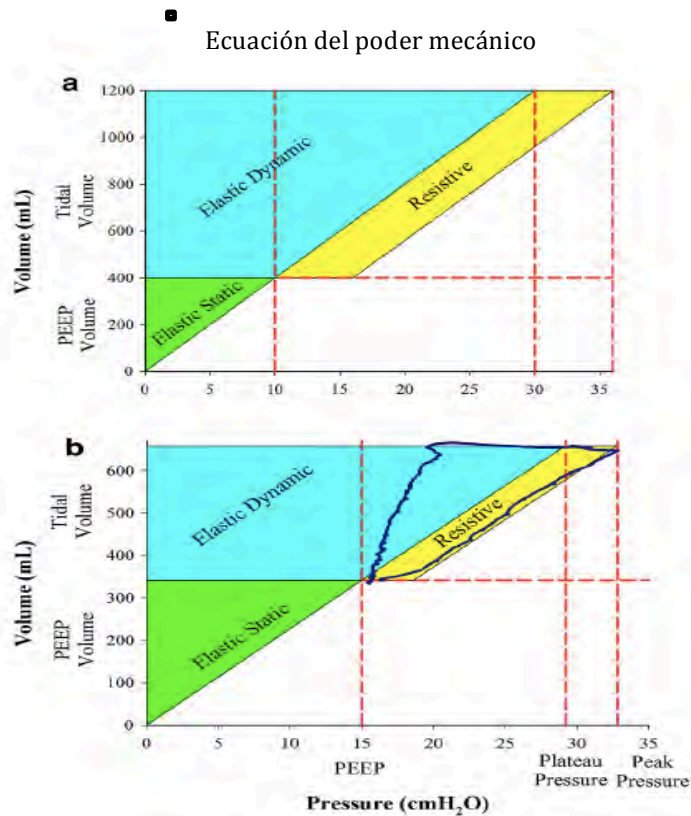 Ecuación del poder mecánico
a
1200
1000
800
600
400
200
0
Volume (mL)
Tidal
Volume
PEEP
Volume
Elastic Dynamic
Resistive
Elastic Static
0 5 10 15 20 25 30 35
b
600
500
400
300
200
100
0
Volume (mL)
Tidal
Volume
PEEP
Volume
Elastic Dynamic
Resistive
Elastic Static
0 5 10 15 20 25 30 35
PEEP
Plateau
Pressure
Peak
Pressure
Pressure (cmH₂O)